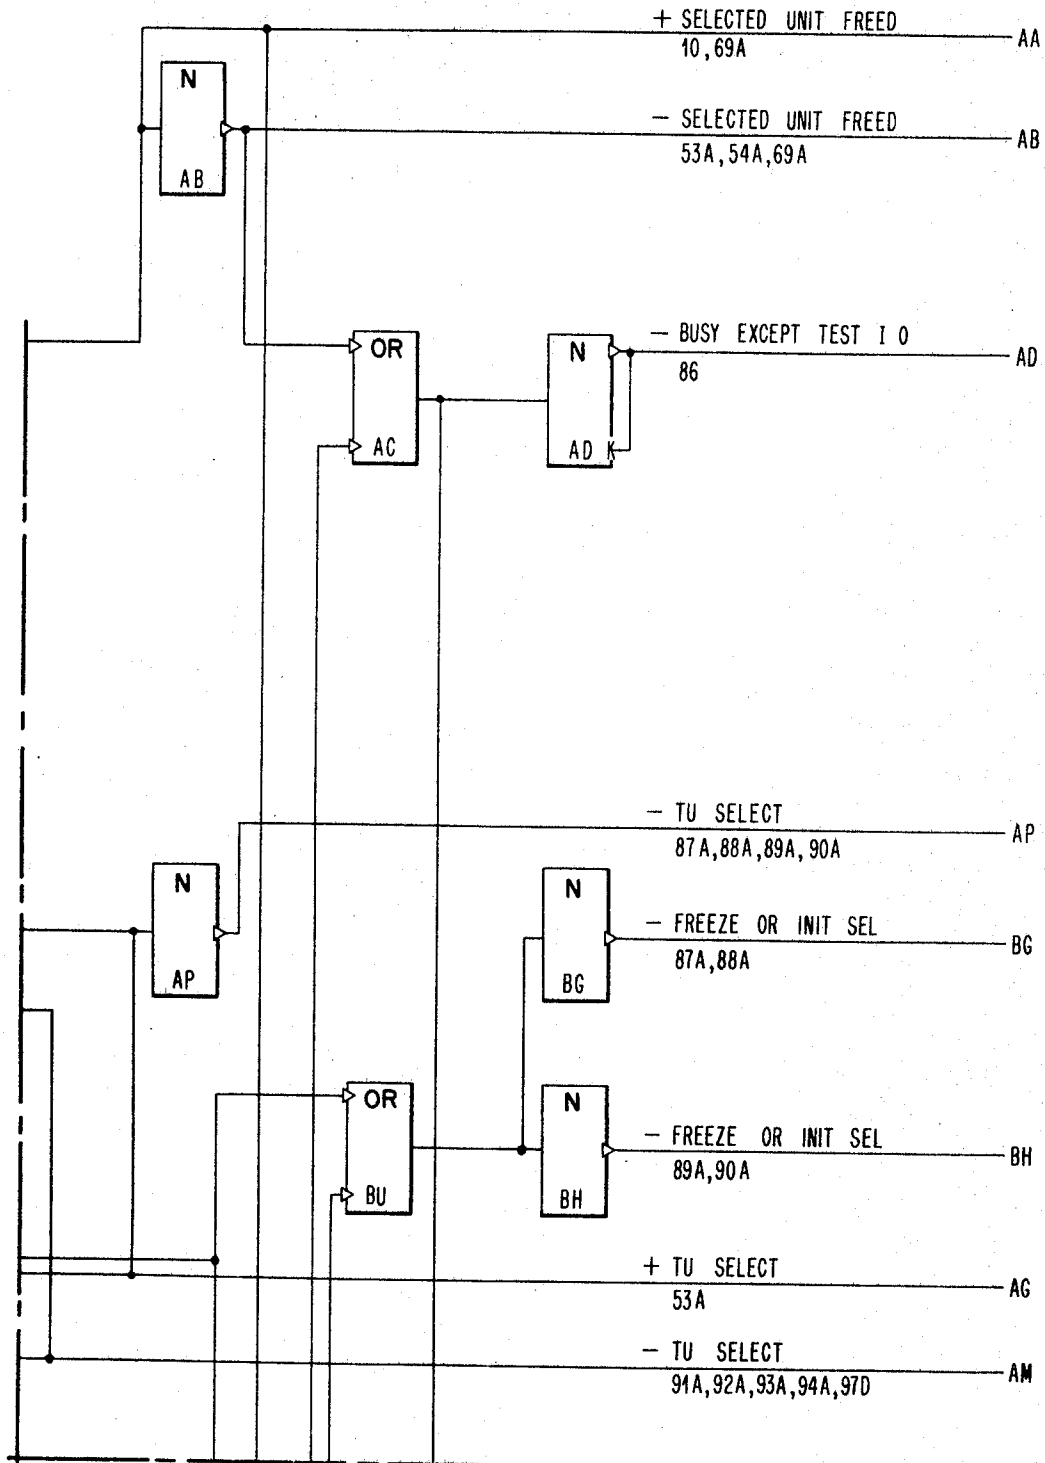 + SELECTED UNIT FREED
10,69A
AA
N
AB
− SELECTED UNIT FREED
53A,54A,69A
AB
OR
AC
N
AD K
− BUSY EXCEPT TEST I O
86
AD
− TU SELECT
87A,88A,89A,90A
AP
N
AP
N
BG
− FREEZE OR INIT SEL
87A,88A
BG
OR
BU
N
BH
− FREEZE OR INIT SEL
89A,90A
BH
+ TU SELECT
53A
AG
− TU SELECT
91A,92A,93A,94A,97D
AM